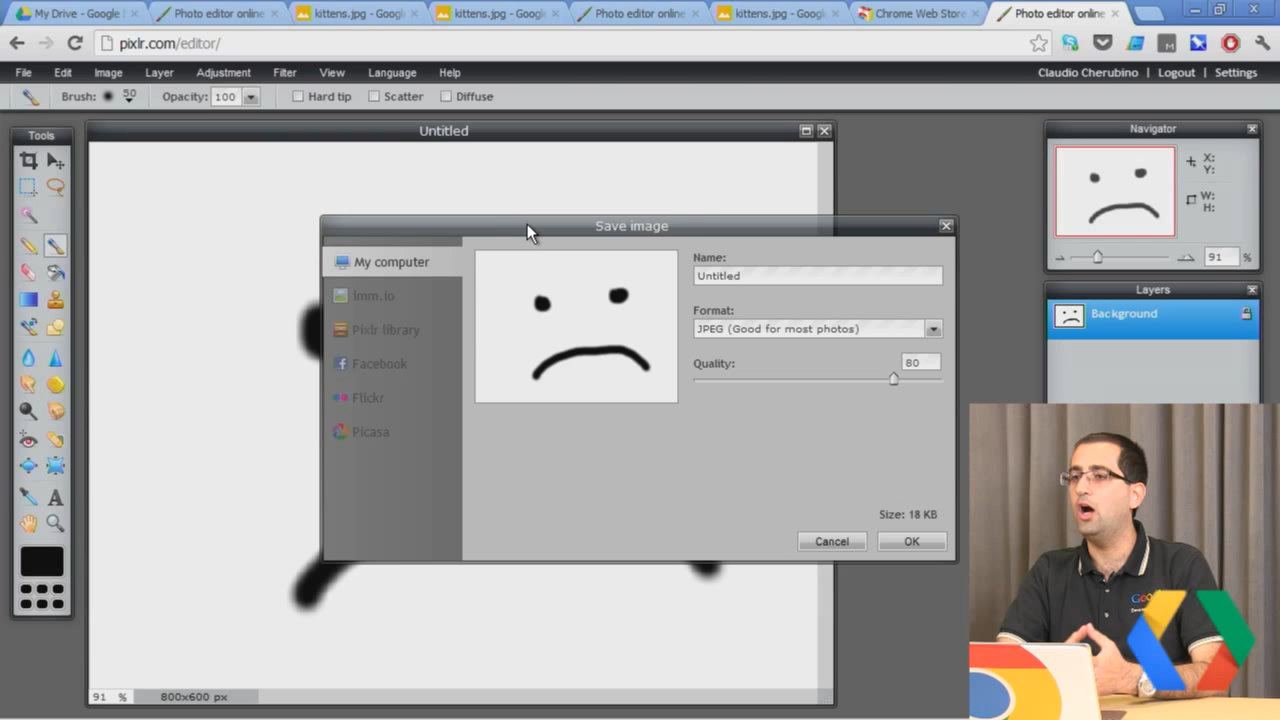 My Drive - Google
Photo editor online
kittens.jpg - Google
kittens.jpg - Google
Photo editor online
kittens.jpg - Google
Chrome Web Store
Photo editor online
pixlr.com/editor/
File Edit Image Layer Adjustment Filter View Language Help
Claudio Cherubino | Logout | Settings
Brush: 50 Opacity: 100 Hard tip Scatter Diffuse
Tools
Untitled
Navigator
X:
Y:
W:
H:
91 %
Layers
Background
Save image
My computer
imm.io
Pixlr library
Facebook
Flickr
Picasa
Name:
Untitled
Format:
JPEG (Good for most photos)
Quality: 80
Size: 18 KB
Cancel OK
91 % 800x600 px